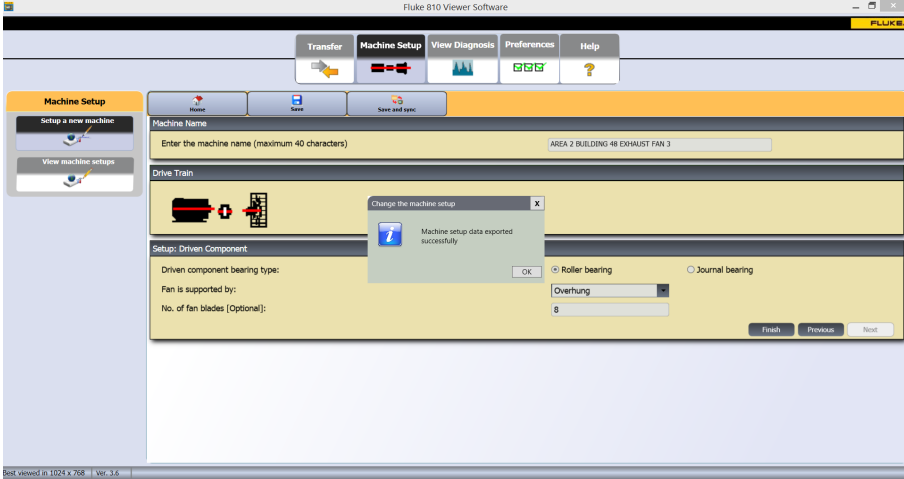 Fluke 810 Viewer Software
FLUKE.
Transfer
Machine Setup
View Diagnosis
Preferences
Help
Machine Setup
Setup a new machine
View machine setups
Home
Save
Save and sync
Machine Name
Enter the machine name (maximum 40 characters)
AREA 2 BUILDING 48 EXHAUST FAN 3
Drive Train
Change the machine setup
X
Machine setup data exported
successfully
OK
Setup: Driven Component
Driven component bearing type:
Roller bearing
Journal bearing
Fan is supported by:
Overhung
No. of fan blades [Optional]:
8
Finish
Previous
Next
Best viewed in 1024 x 768
Ver. 3.6